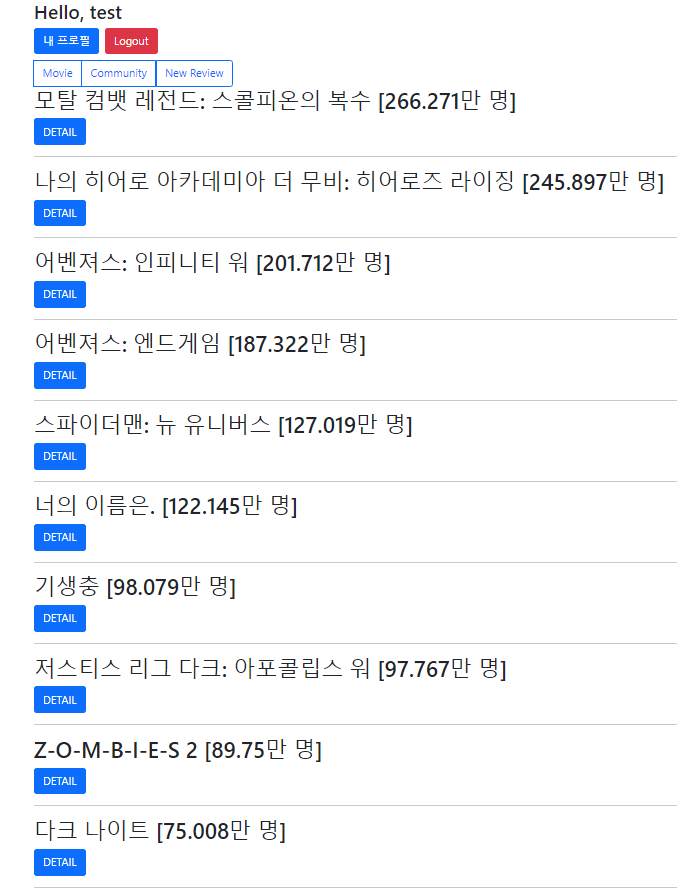 Hello, test
내 프로필 Logout
Movie Community New Review
모탈 컴뱃 레전드: 스콜피온의 복수 [266.271만 명]
DETAIL
나의 히어로 아카데미아 더 무비: 히어로즈 라이징 [245.897만 명]
DETAIL
어벤져스: 인피니티 워 [201.712만 명]
DETAIL
어벤져스: 엔드게임 [187.322만 명]
DETAIL
스파이더맨: 뉴 유니버스 [127.019만 명]
DETAIL
너의 이름은. [122.145만 명]
DETAIL
기생충 [98.079만 명]
DETAIL
저스티스 리그 다크: 아포콜립스 워 [97.767만 명]
DETAIL
Z-O-M-B-I-E-S 2 [89.75만 명]
DETAIL
다크 나이트 [75.008만 명]
DETAIL